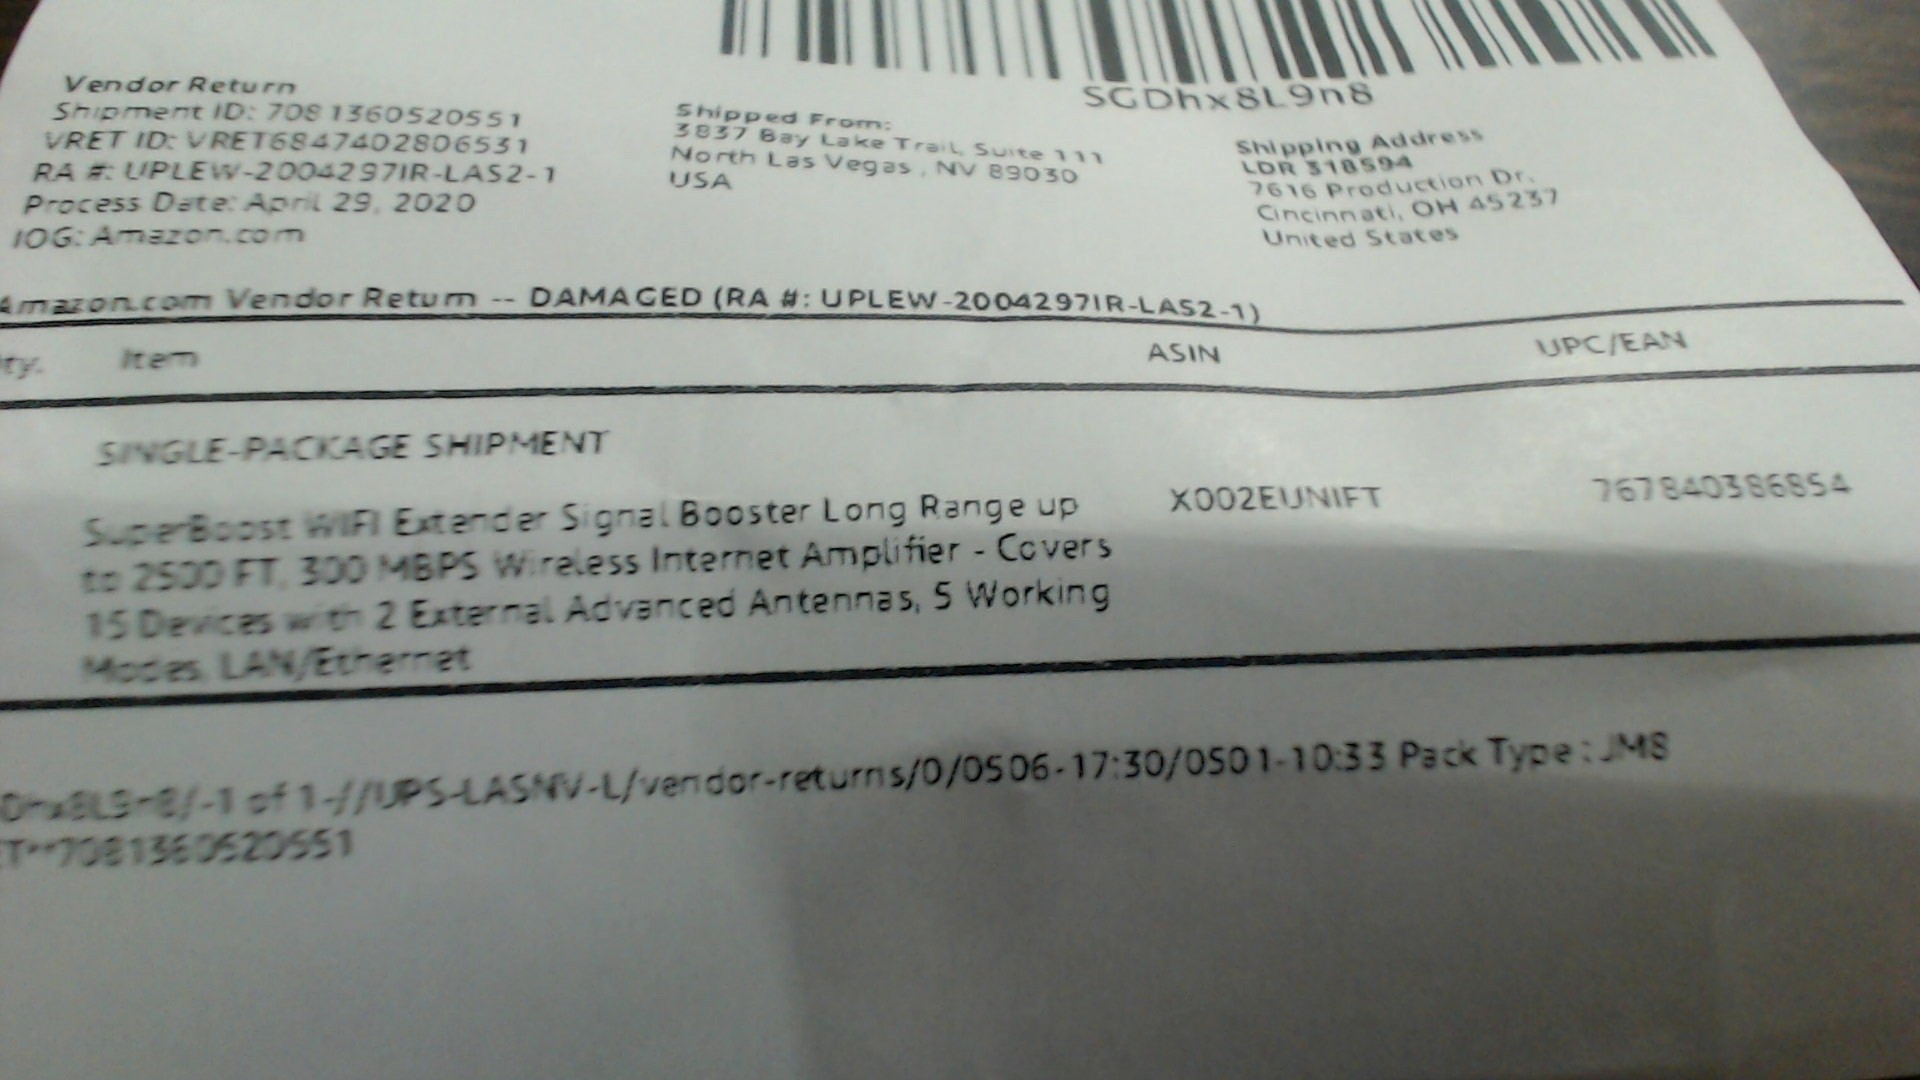 SGDhx8L9n8
Vendor Return
Shipment ID: 7081360520551
VRET ID: VRET6847402806531
RA #: UPLEW-2004297IR-LAS2-1
Process Date: April 29, 2020
IOG: Amazon.com
Shipped From:
3837 Bay Lake Trail, Suite 111
North Las Vegas, NV 89030
USA
Shipping Address
LDR 318594
7616 Production Dr.
Cincinnati, OH 45237
United States
Amazon.com Vendor Return -- DAMAGED (RA #: UPLEW-2004297IR-LAS2-1)
ty. Item ASIN UPC/EAN
SINGLE-PACKAGE SHIPMENT
SuperBoost WIFI Extender Signal Booster Long Range up X002EUNIFT 767840386854
to 2500 FT, 300 MBPS Wireless Internet Amplifier - Covers
15 Devices with 2 External Advanced Antennas, 5 Working
Modes, LAN/Ethernet
Dhx8L9n8/-1 of 1-//UPS-LASNV-L/vendor-returns/0/0506-17:30/0501-10:33 Pack Type : JM8
ET**7081360520551